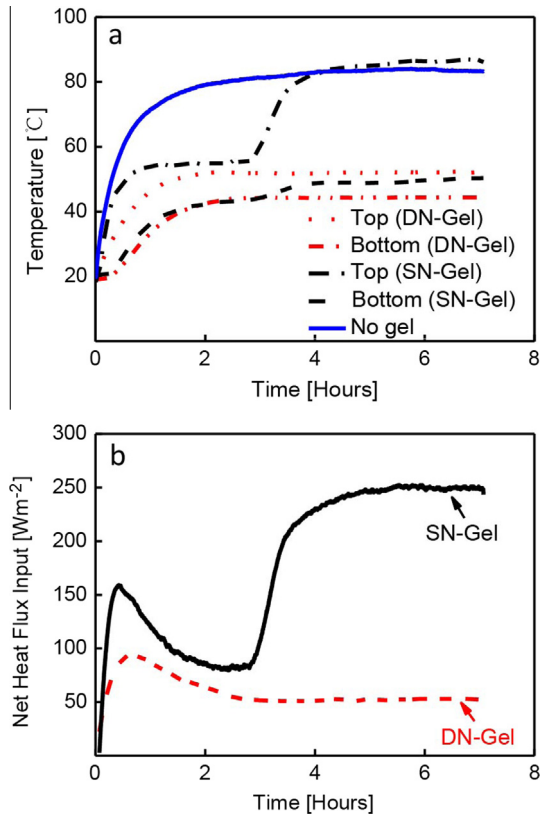 a
100
80
60
40
20
0
2
4
6
8
Temperature [℃]
Time [Hours]
Top (DN-Gel)
Bottom (DN-Gel)
Top (SN-Gel)
Bottom (SN-Gel)
No gel
b
300
250
200
150
100
50
0
2
4
6
8
Net Heat Flux Input [Wm-2]
Time [Hours]
SN-Gel
DN-Gel